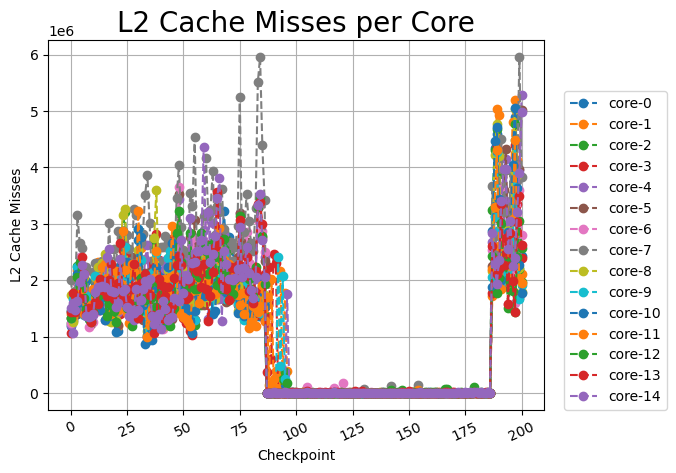 L2 Cache Misses per Core
1e6
6
5
4
3
2
1
0
L2 Cache Misses
0
25
50
75
100
125
150
175
200
Checkpoint
core-0
core-1
core-2
core-3
core-4
core-5
core-6
core-7
core-8
core-9
core-10
core-11
core-12
core-13
core-14